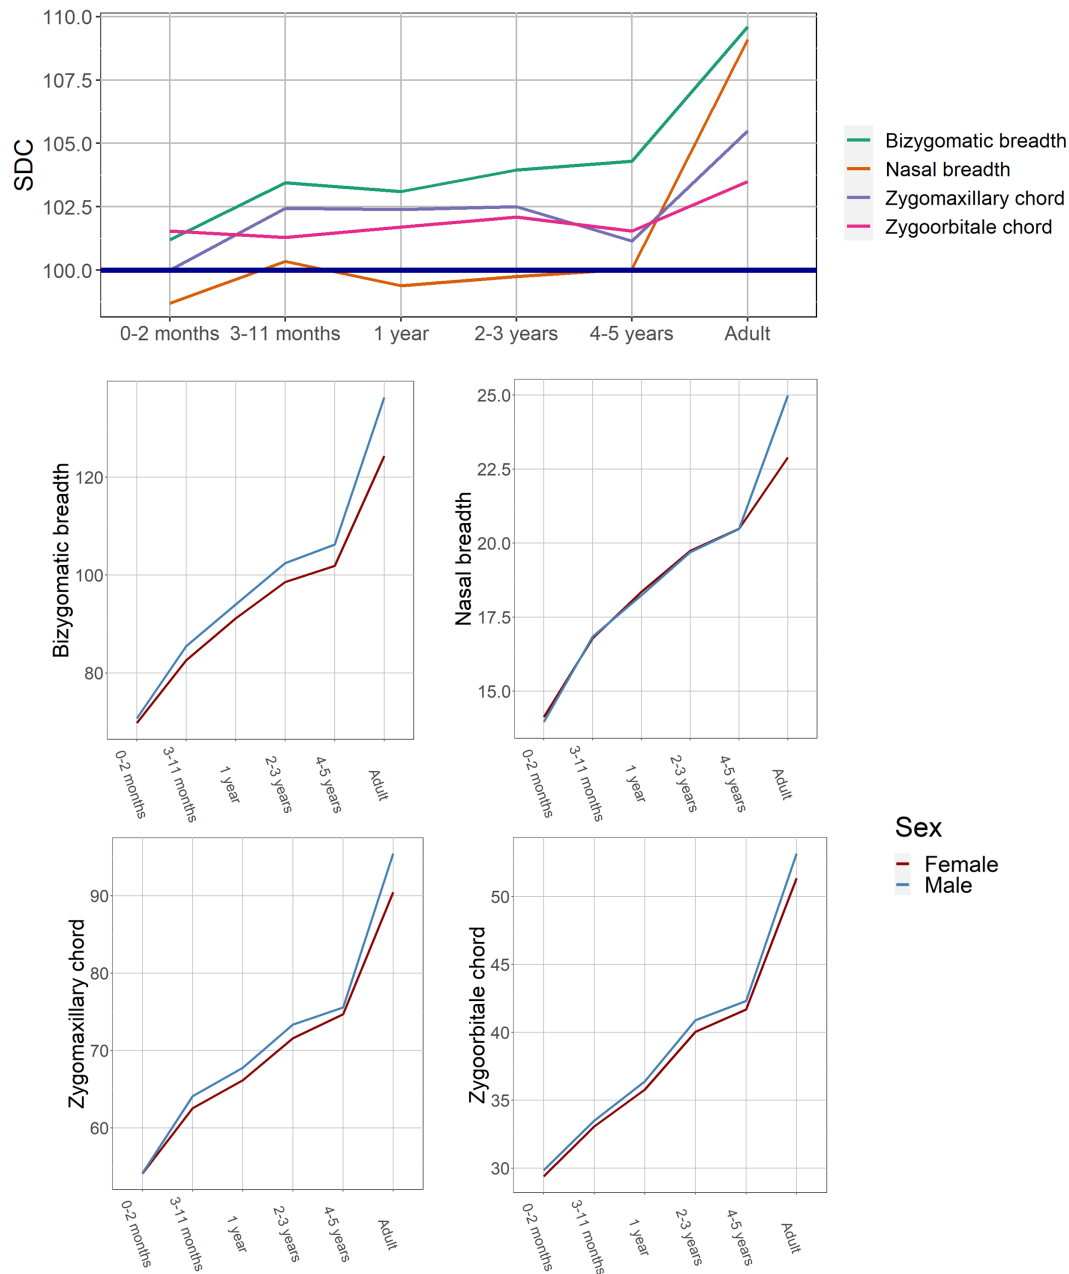 110.0
107.5
105.0
102.5
100.0
SDC
0-2 months 3-11 months 1 year 2-3 years 4-5 years Adult
Bizygomatic breadth
Nasal breadth
Zygomaxillary chord
Zygoorbitale chord
120
100
80
Bizygomatic breadth
0-2 months
3-11 months
1 year
2-3 years
4-5 years
Adult
25.0
22.5
20.0
17.5
15.0
Nasal breadth
0-2 months
3-11 months
1 year
2-3 years
4-5 years
Adult
90
80
70
60
Zygomaxillary chord
0-2 months
3-11 months
1 year
2-3 years
4-5 years
Adult
50
45
40
35
30
Zygoorbitale chord
0-2 months
3-11 months
1 year
2-3 years
4-5 years
Adult
Sex
Female
Male